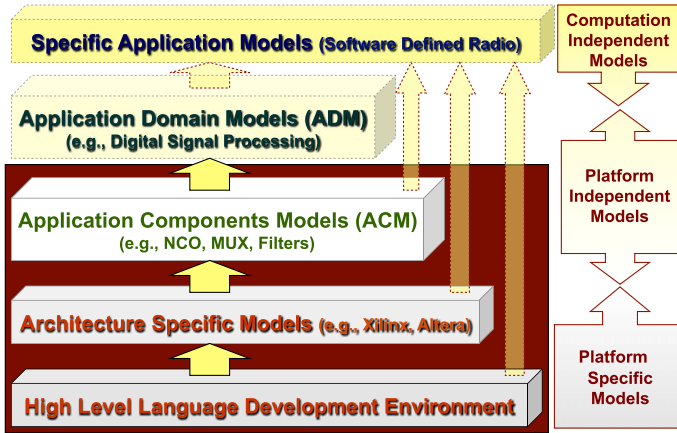 Specific Application Models (Software Defined Radio)
Application Domain Models (ADM)
(e.g., Digital Signal Processing)
Application Components Models (ACM)
(e.g., NCO, MUX, Filters)
Architecture Specific Models (e.g., Xilinx, Altera)
High Level Language Development Environment
Computation
Independent
Models
Platform
Independent
Models
Platform
Specific
Models